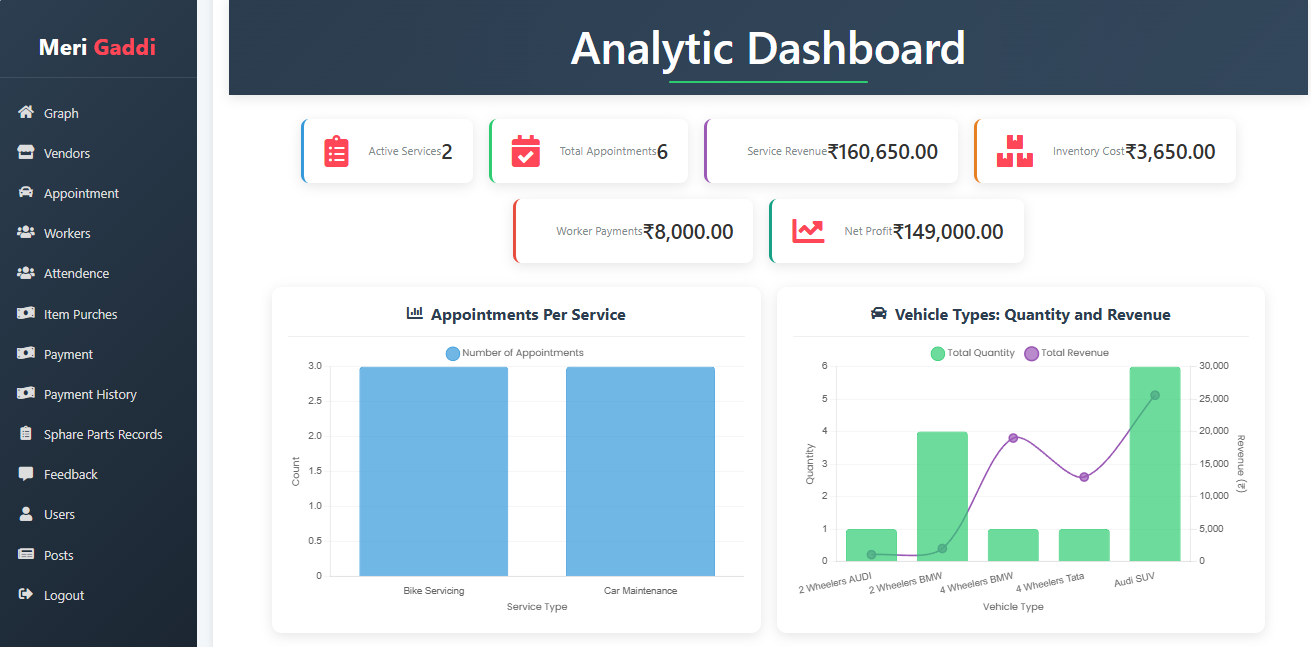 Meri Gaddi
Graph
Vendors
Appointment
Workers
Attendence
Item Purches
Payment
Payment History
Sphare Parts Records
Feedback
Users
Posts
Logout
Analytic Dashboard
Active Services2
Total Appointments6
Service Revenue₹160,650.00
Inventory Cost₹3,650.00
Worker Payments₹8,000.00
Net Profit₹149,000.00
Appointments Per Service
Number of Appointments
3.0
2.5
2.0
1.5
1.0
0.5
0
Count
Bike Servicing
Car Maintenance
Service Type
Vehicle Types: Quantity and Revenue
Total Quantity
Total Revenue
6
5
4
3
2
1
0
Quantity
30,000
25,000
20,000
15,000
10,000
5,000
0
Revenue (₹)
2 Wheelers AUDI
2 Wheelers BMW
4 Wheelers BMW
4 Wheelers Tata
Audi SUV
Vehicle Type